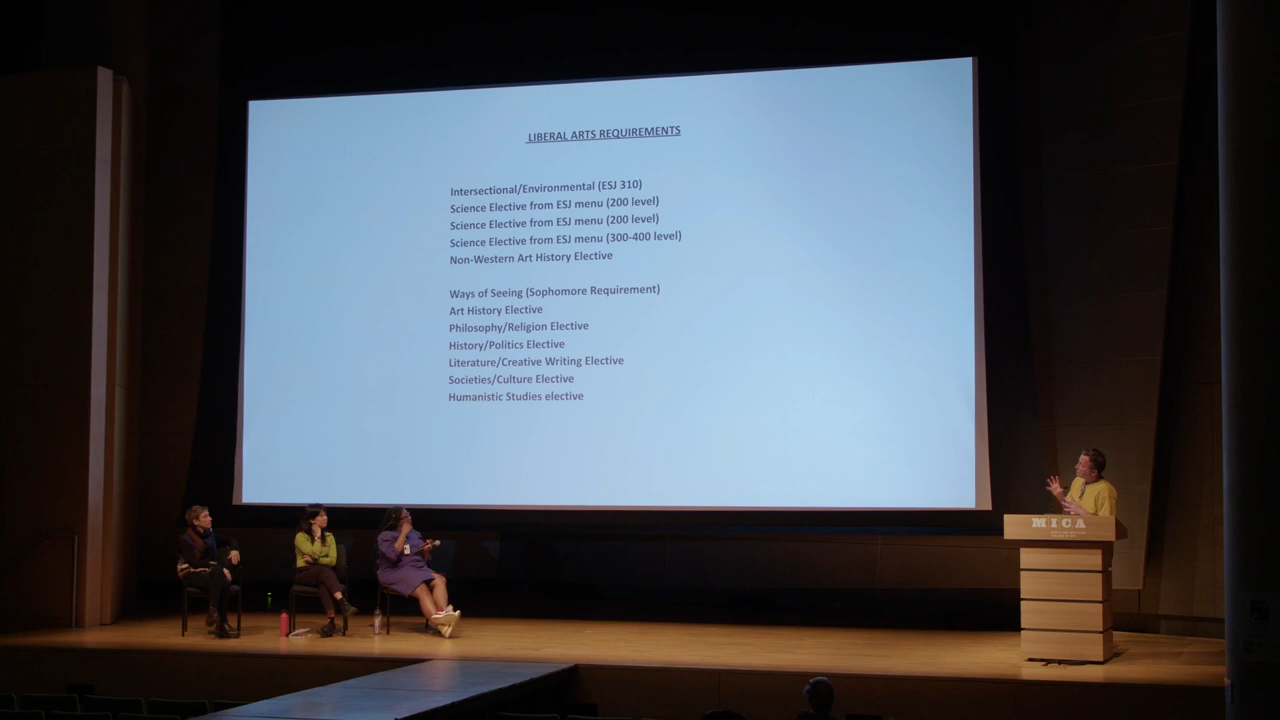 LIBERAL ARTS REQUIREMENTS
Intersectional/Environmental (ESJ 310)
Science Elective from ESJ menu (200 level)
Science Elective from ESJ menu (200 level)
Science Elective from ESJ menu (300-400 level)
Non-Western Art History Elective
Ways of Seeing (Sophomore Requirement)
Art History Elective
Philosophy/Religion Elective
History/Politics Elective
Literature/Creative Writing Elective
Societies/Culture Elective
Humanistic Studies elective
MICA